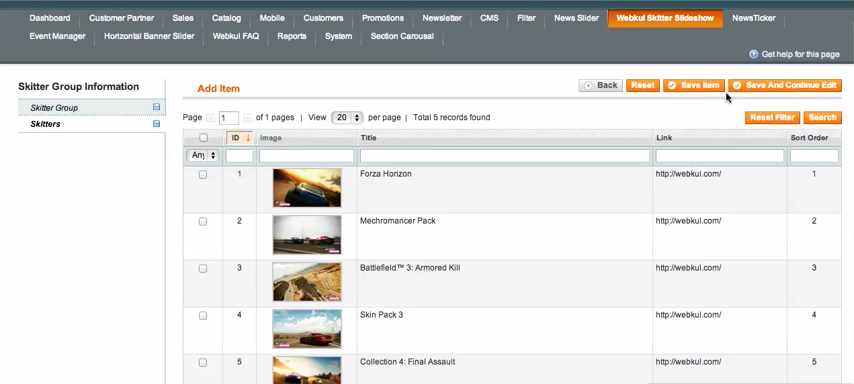 Dashboard Customer Partner Sales Catalog Mobile Customers Promotions Newsletter CMS Filter News Slider Webkul Skitter Slideshow NewsTicker
Event Manager Horizontal Banner Slider Webkul FAQ Reports System Section Carousal
Get help for this page
Skitter Group Information
Skitter Group
Skitters
Add Item
Back Reset Save Item Save And Continue Edit
Page 1 of 1 pages | View 20 per page | Total 5 records found
Reset Filter Search
ID Image Title Link Sort Order
Any
1 Forza Horizon http://webkul.com/ 1
2 Mechromancer Pack http://webkul.com/ 2
3 Battlefield™ 3: Armored Kill http://webkul.com/ 3
4 Skin Pack 3 http://webkul.com/ 4
5 Collection 4: Final Assault http://webkul.com/ 5